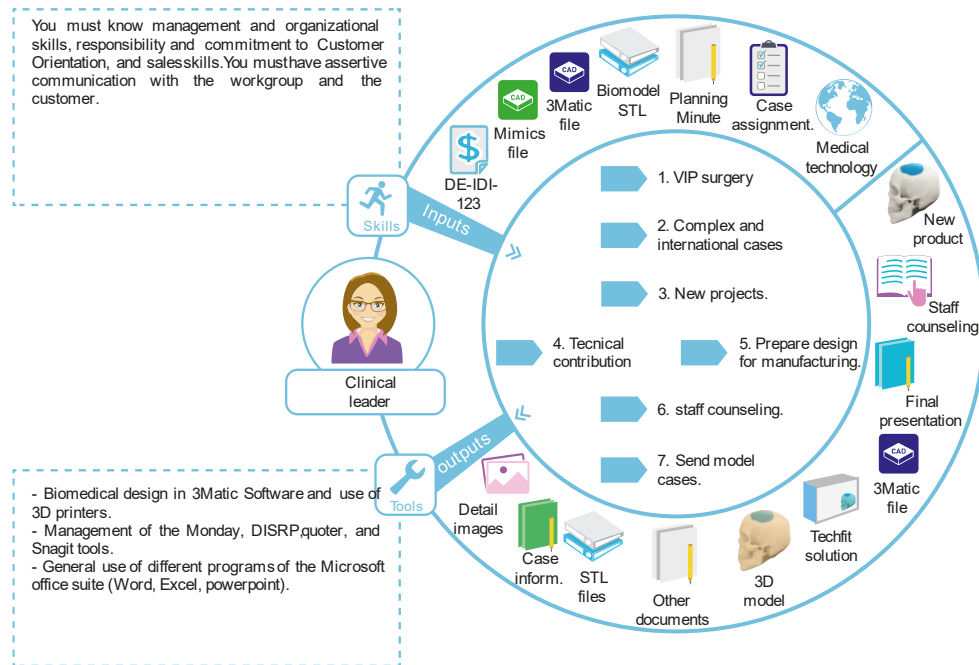 You must know management and organizational
skills, responsibility and commitment to Customer
Orientation, and salesskills.You musthave assertive
communication with the workgroup and the
customer.
Skills
Inputs
DE-IDI-
123
CAD
Mimics
file
CAD
3Matic
file
Biomodel
STL
Planning
Minute
Case
assignment.
Medical
technology
1. VIP surgery
2. Complex and
international cases
3. New projects.
4. Tecnical
contribution
5. Prepare design
for manufacturing.
6. staff counseling.
7. Send model
cases.
Clinical
leader
New
product
Staff
counseling
Final
presentation
CAD
3Matic
file
Techfit
solution
3D
model
Other
documents
STL
files
Case
inform.
Detail
images
outputs
Tools
- Biomedical design in 3Matic Software and use of
3D printers.
- Management of the Monday, DISRP,quoter, and
Snagit tools.
- General use of different programs of the Microsoft
office suite (Word, Excel, powerpoint).